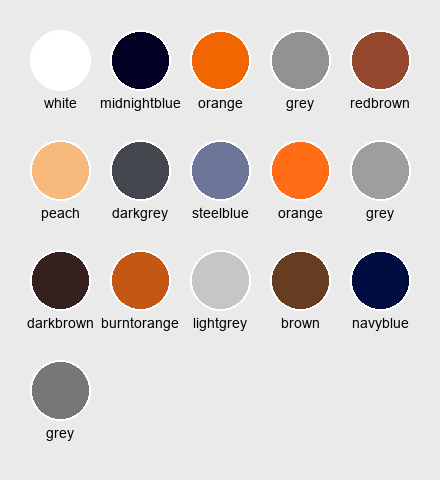 white midnightblue orange grey redbrown
peach darkgrey steelblue orange grey
darkbrown burntorange lightgrey brown navyblue
grey